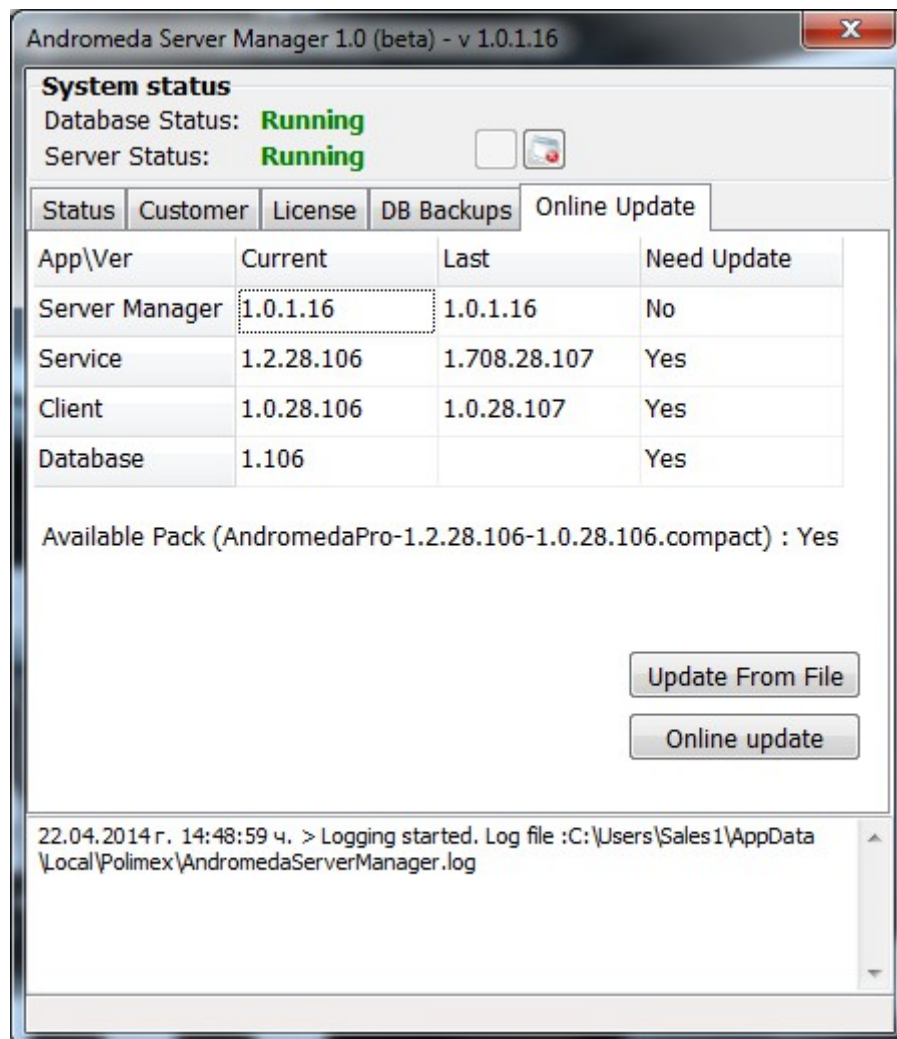 Andromeda Server Manager 1.0 (beta) - v 1.0.1.16
System status
Database Status: Running
Server Status: Running
Status Customer License DB Backups Online Update
App\Ver Current Last Need Update
Server Manager 1.0.1.16 1.0.1.16 No
Service 1.2.28.106 1.708.28.107 Yes
Client 1.0.28.106 1.0.28.107 Yes
Database 1.106 Yes
Available Pack (AndromedaPro-1.2.28.106-1.0.28.106.compact) : Yes
Update From File
Online update
22.04.2014 г. 14:48:59 ч. > Logging started. Log file :C:\Users\Sales1\AppData
\Local\Polimex\AndromedaServerManager.log